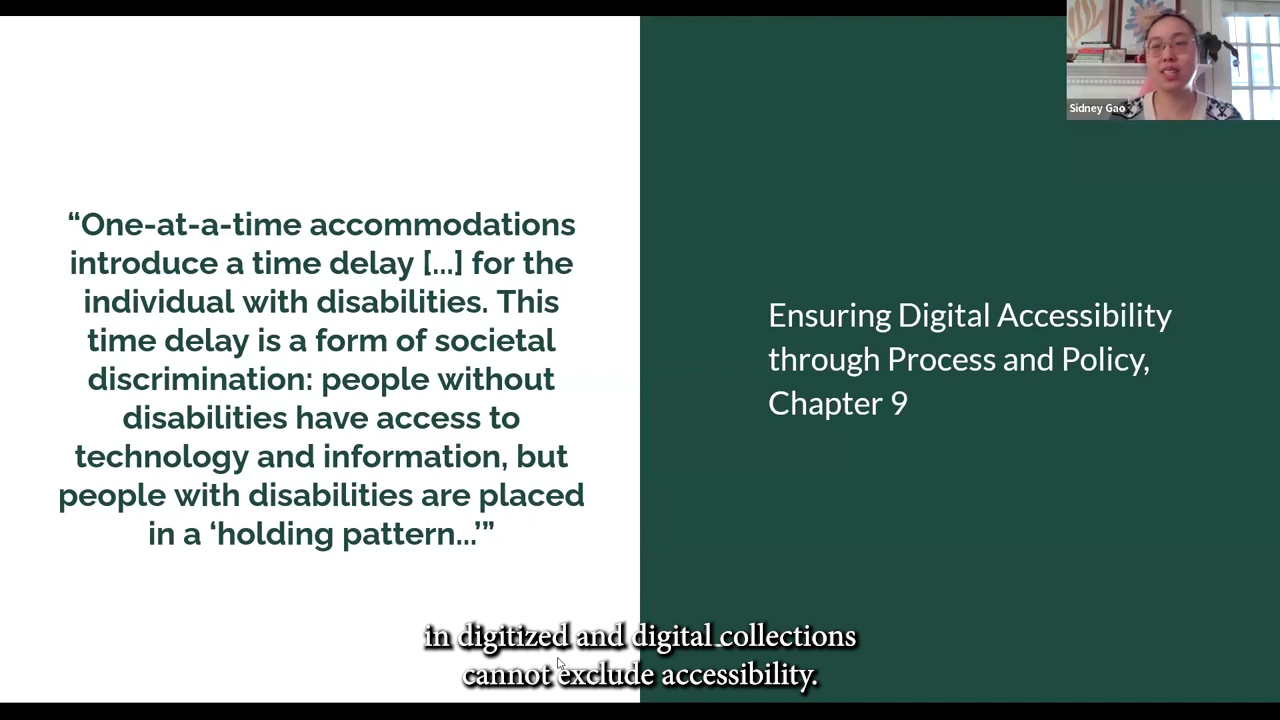 Sidney Gao
“One-at-a-time accommodations
introduce a time delay [...] for the
individual with disabilities. This
time delay is a form of societal
discrimination: people without
disabilities have access to
technology and information, but
people with disabilities are placed
in a ‘holding pattern...’”
Ensuring Digital Accessibility
through Process and Policy,
Chapter 9
in digitized and digital collections
cannot exclude accessibility.